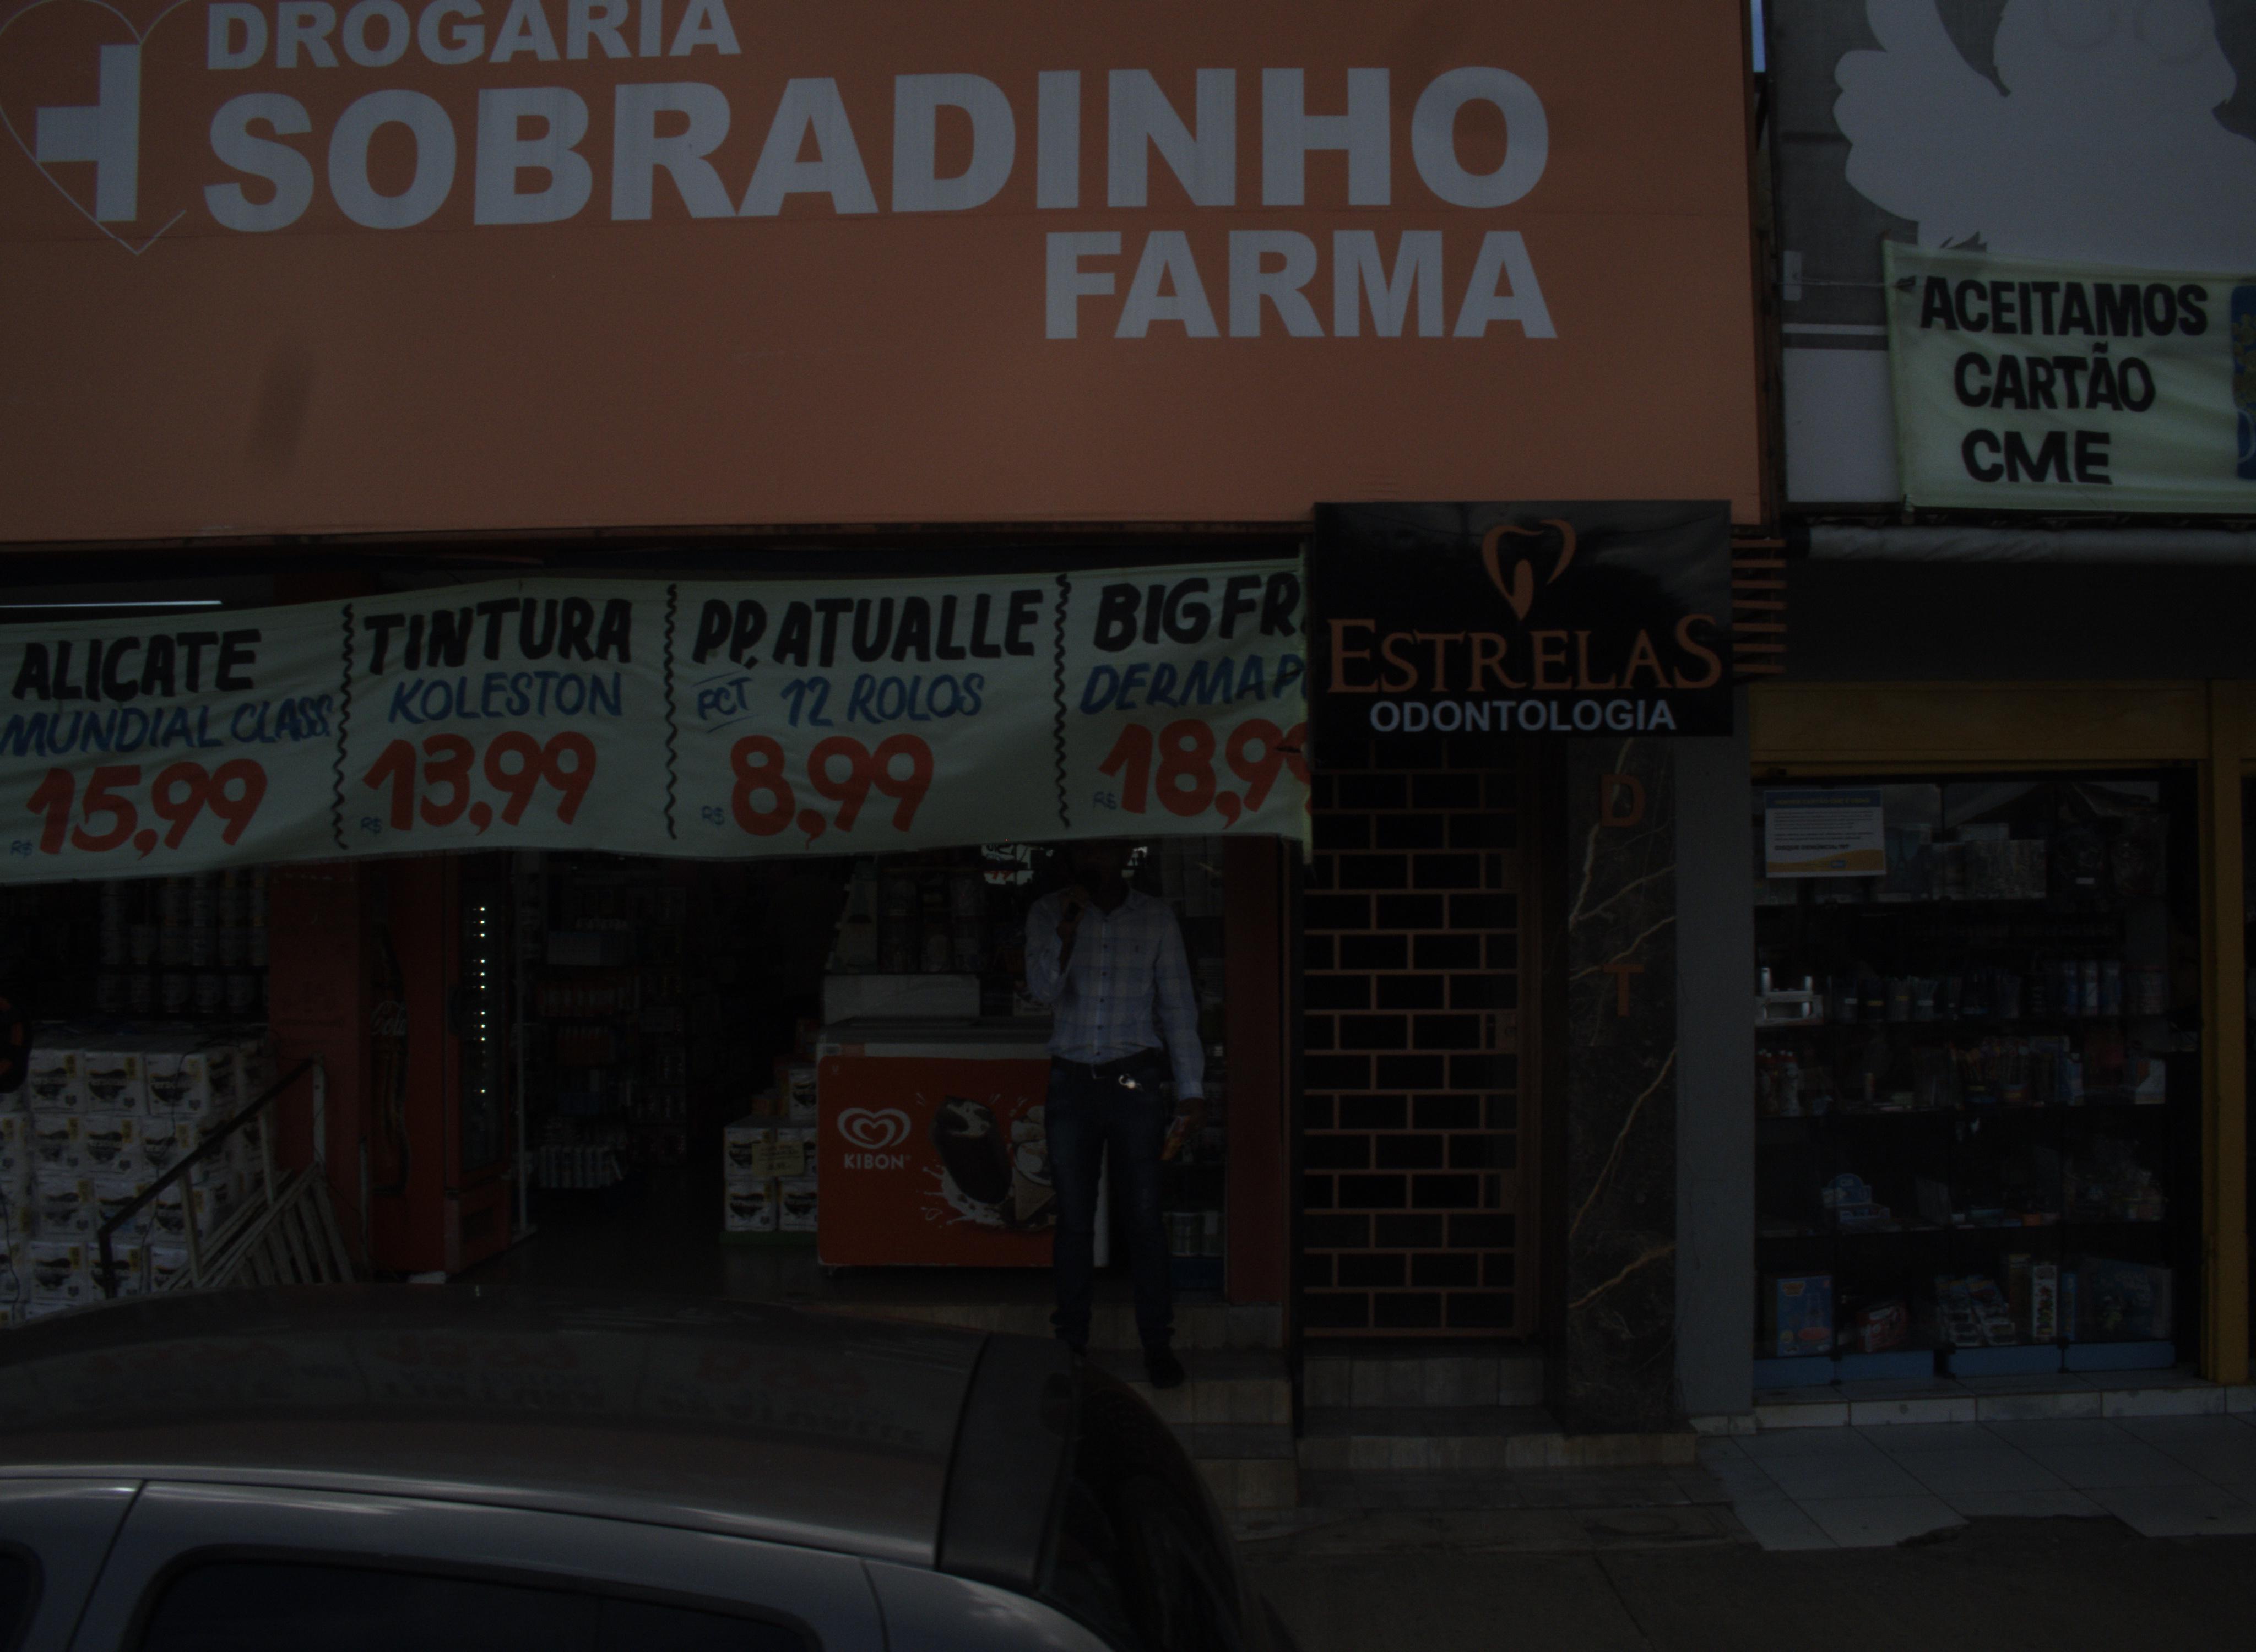 DROGARIA
SOBRADINHO
FARMA
ACEITAMOS
CARTÃO
CME
ALICATE
MUNDIAL CLASS.
R$ 15,99
TINTURA
KOLESTON
R$ 13,99
PP. ATUALLE
PCT 12 ROLOS
R$ 8,99
BIG FR
DERMA P
R$ 18,99
ESTRELAS
ODONTOLOGIA
D
T
KIBON